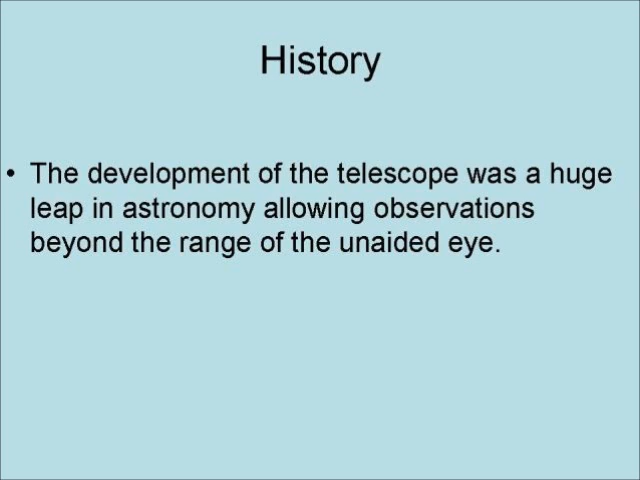 History
• The development of the telescope was a huge
leap in astronomy allowing observations
beyond the range of the unaided eye.